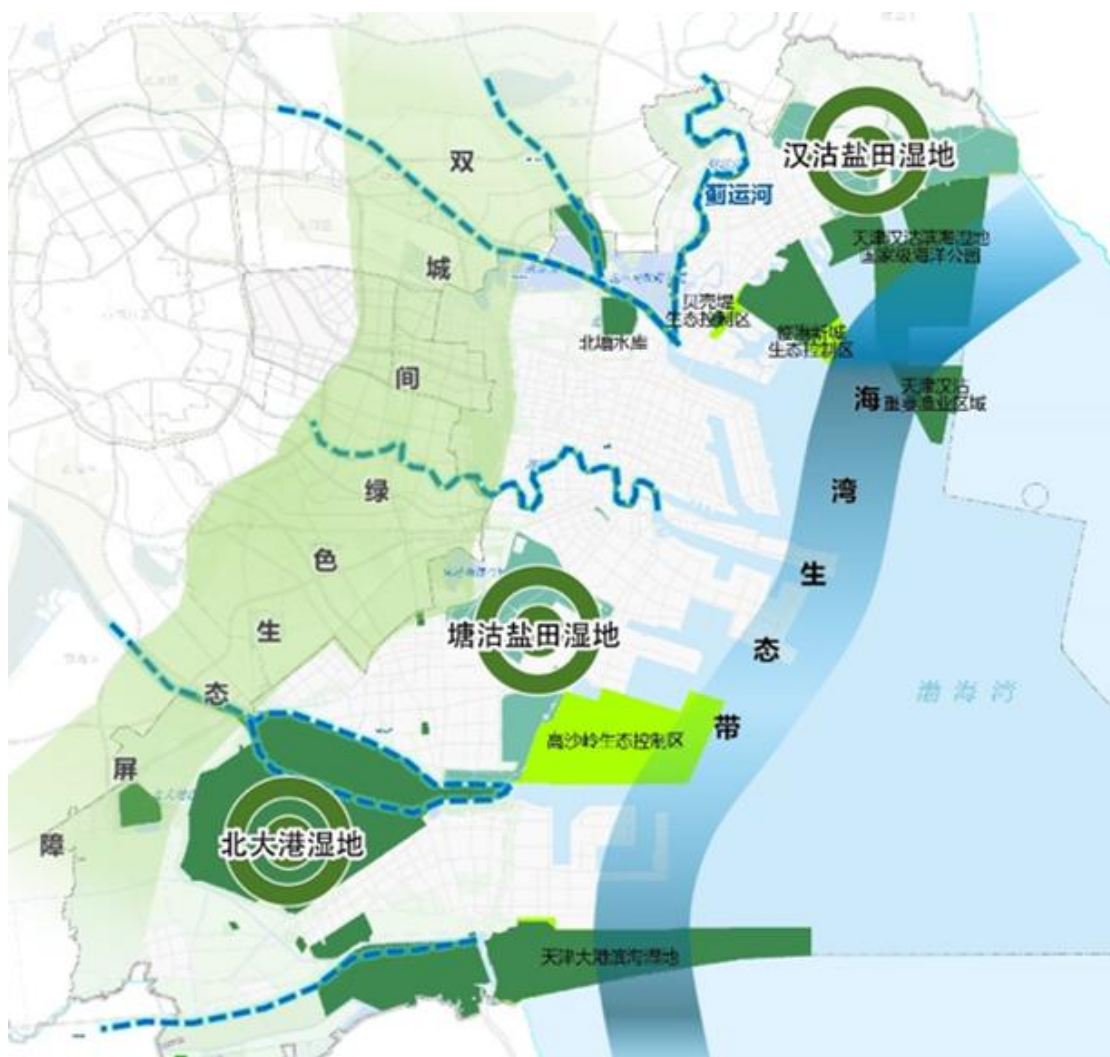 汉沽盐田湿地
双
蓟运河
天津汉沽滨海湿地
国家级海洋公园
城
贝壳堤
生态控制区
临海新城
生态控制区
北塘水库
间
天津汉沽
重要渔业区域
海
绿
湾
色
生
生
塘沽盐田湿地
态
态
渤海湾
带
高沙岭生态控制区
屏
北大港湿地
障
天津大港滨海湿地